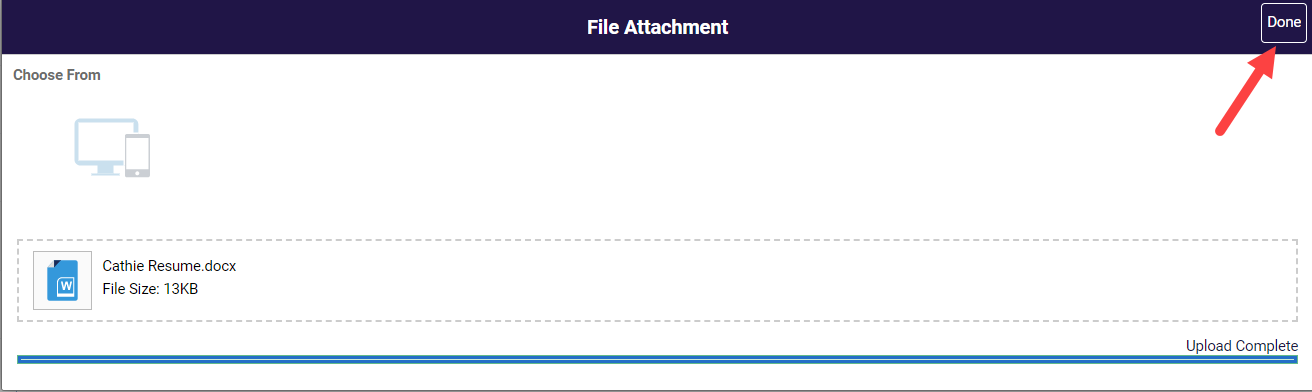 File Attachment
Done
Choose From
W
Cathie Resume.docx
File Size: 13KB
Upload Complete